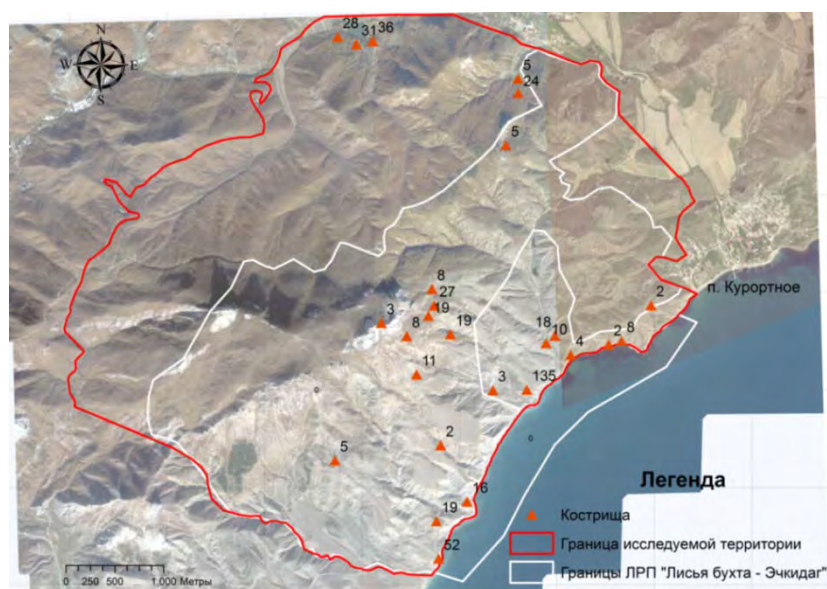 28
31
36
N
W E
S
5
24
5
8
27
19
3
8
19
11
18
10
4
2
8
2
п. Курортное
3
135
2
5
16
19
52
Легенда
Кострища
Граница исследуемой территории
Границы ЛРП "Лисья бухта - Эчкидаг"
0 250 500 1,000 Метры